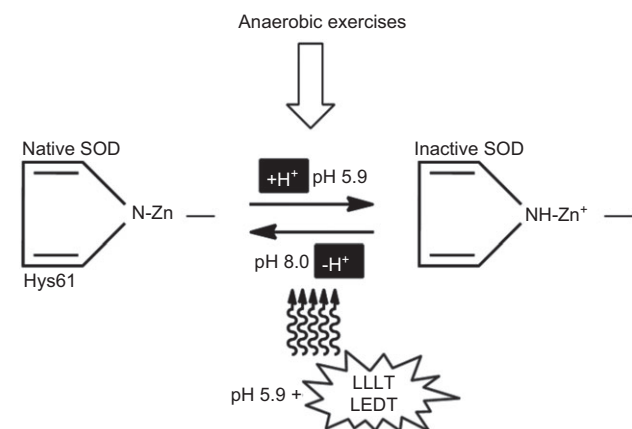 Anaerobic exercises
Native SOD
Inactive SOD
+H⁺ pH 5.9
N-Zn
NH-Zn⁺
pH 8.0 -H⁺
Hys61
LLLT
pH 5.9 +
LEDT